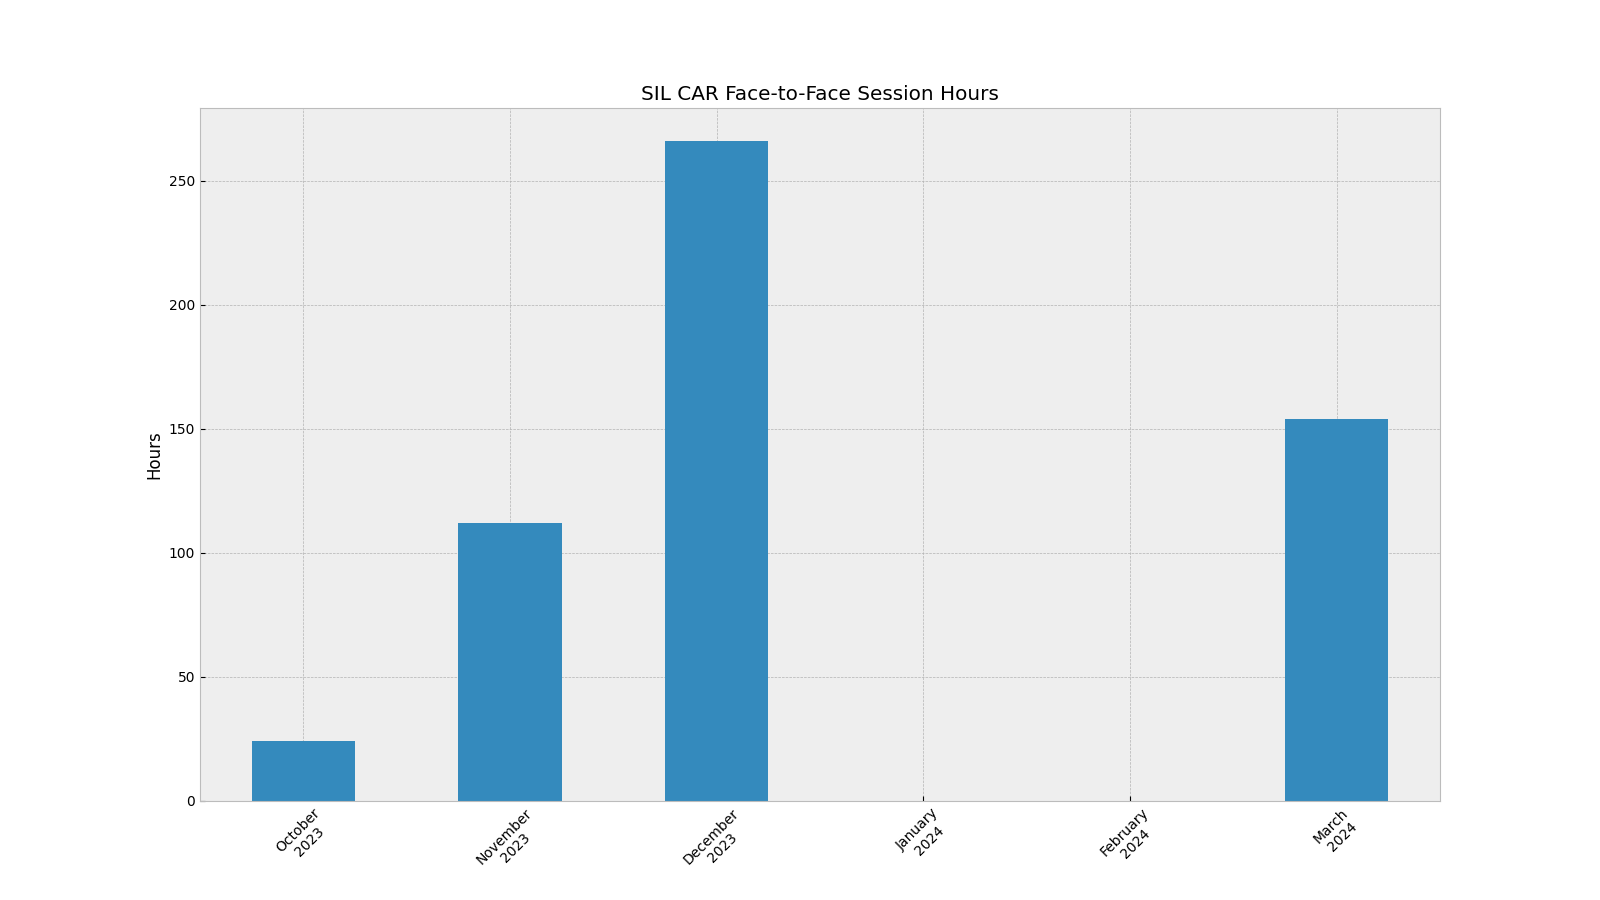 SIL CAR Face-to-Face Session Hours
Hours
250
200
150
100
50
0
October
2023
November
2023
December
2023
January
2024
February
2024
March
2024